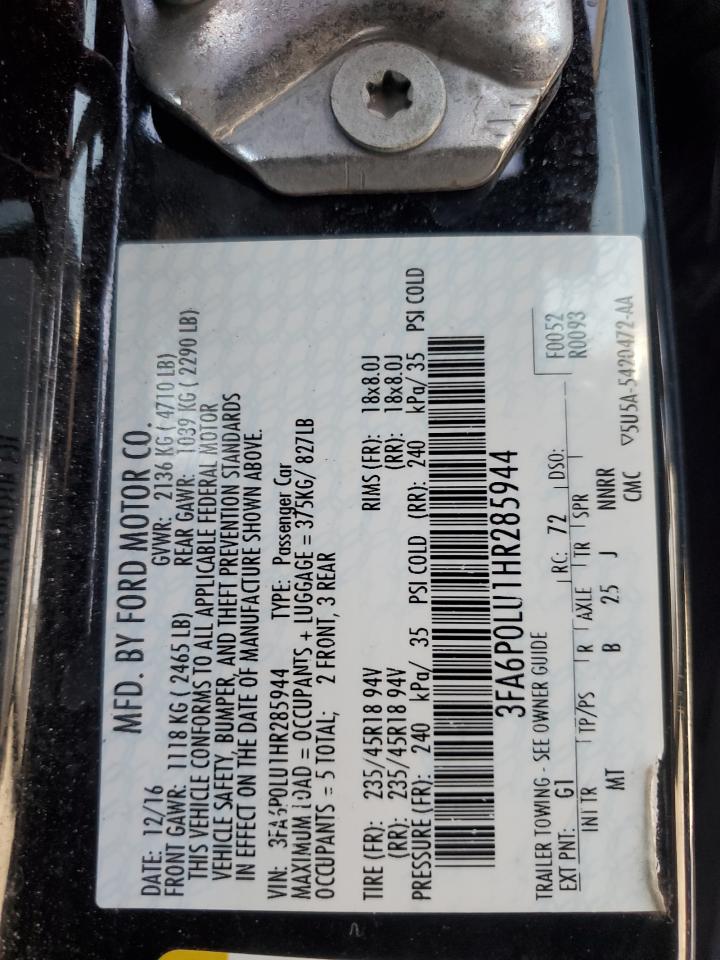 MFD. BY FORD MOTOR CO.
DATE: 12/16 GVWR: 2136 KG ( 4710 LB)
FRONT GAWR: 1118 KG ( 2465 LB) REAR GAWR: 1039 KG ( 2290 LB)
THIS VEHICLE CONFORMS TO ALL APPLICABLE FEDERAL MOTOR
VEHICLE SAFETY, BUMPER, AND THEFT PREVENTION STANDARDS
IN EFFECT ON THE DATE OF MANUFACTURE SHOWN ABOVE.
VIN: 3FA6P0LU1HR285944 TYPE: Passenger Car
MAXIMUM LOAD = OCCUPANTS + LUGGAGE = 375KG/ 827LB
OCCUPANTS = 5 TOTAL; 2 FRONT, 3 REAR
TIRE (FR): 235/45R18 94V RIMS (FR): 18x8.0J
(RR): 235/45R18 94V (RR): 18x8.0J
PRESSURE (FR): 240 kPa/ 35 PSI COLD (RR): 240 kPa/ 35 PSI COLD
3FA6P0LU1HR285944
TRAILER TOWING - SEE OWNER GUIDE
F0052
R0093
EXT PNT: G1 RC: 72 DSO:
INT TR TP/PS R AXLE TR SPR
MT B 2.5 J NNRR
CMC
▽5U5A-5420472-AA